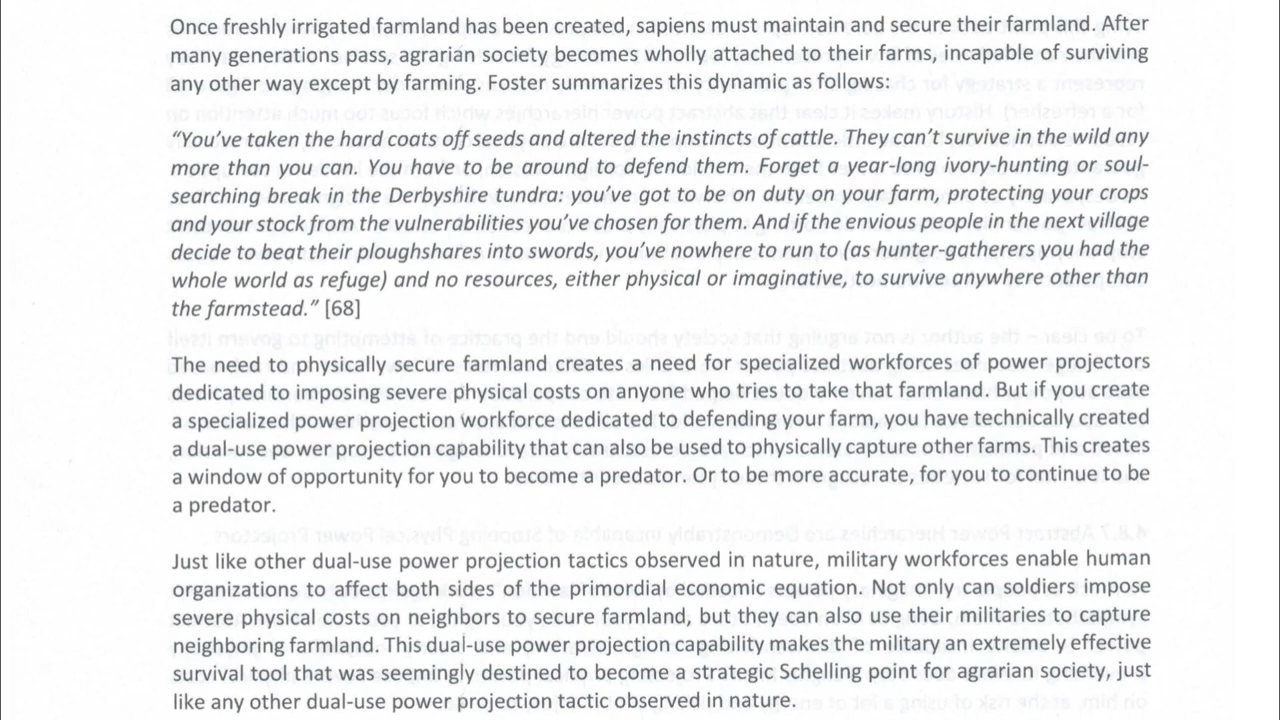 Once freshly irrigated farmland has been created, sapiens must maintain and secure their farmland. After
many generations pass, agrarian society becomes wholly attached to their farms, incapable of surviving
any other way except by farming. Foster summarizes this dynamic as follows:
“You’ve taken the hard coats off seeds and altered the instincts of cattle. They can’t survive in the wild any
more than you can. You have to be around to defend them. Forget a year-long ivory-hunting or soul-
searching break in the Derbyshire tundra: you’ve got to be on duty on your farm, protecting your crops
and your stock from the vulnerabilities you’ve chosen for them. And if the envious people in the next village
decide to beat their ploughshares into swords, you’ve nowhere to run to (as hunter-gatherers you had the
whole world as refuge) and no resources, either physical or imaginative, to survive anywhere other than
the farmstead.” [68]
The need to physically secure farmland creates a need for specialized workforces of power projectors
dedicated to imposing severe physical costs on anyone who tries to take that farmland. But if you create
a specialized power projection workforce dedicated to defending your farm, you have technically created
a dual-use power projection capability that can also be used to physically capture other farms. This creates
a window of opportunity for you to become a predator. Or to be more accurate, for you to continue to be
a predator.
Just like other dual-use power projection tactics observed in nature, military workforces enable human
organizations to affect both sides of the primordial economic equation. Not only can soldiers impose
severe physical costs on neighbors to secure farmland, but they can also use their militaries to capture
neighboring farmland. This dual-use power projection capability makes the military an extremely effective
survival tool that was seemingly destined to become a strategic Schelling point for agrarian society, just
like any other dual-use power projection tactic observed in nature.